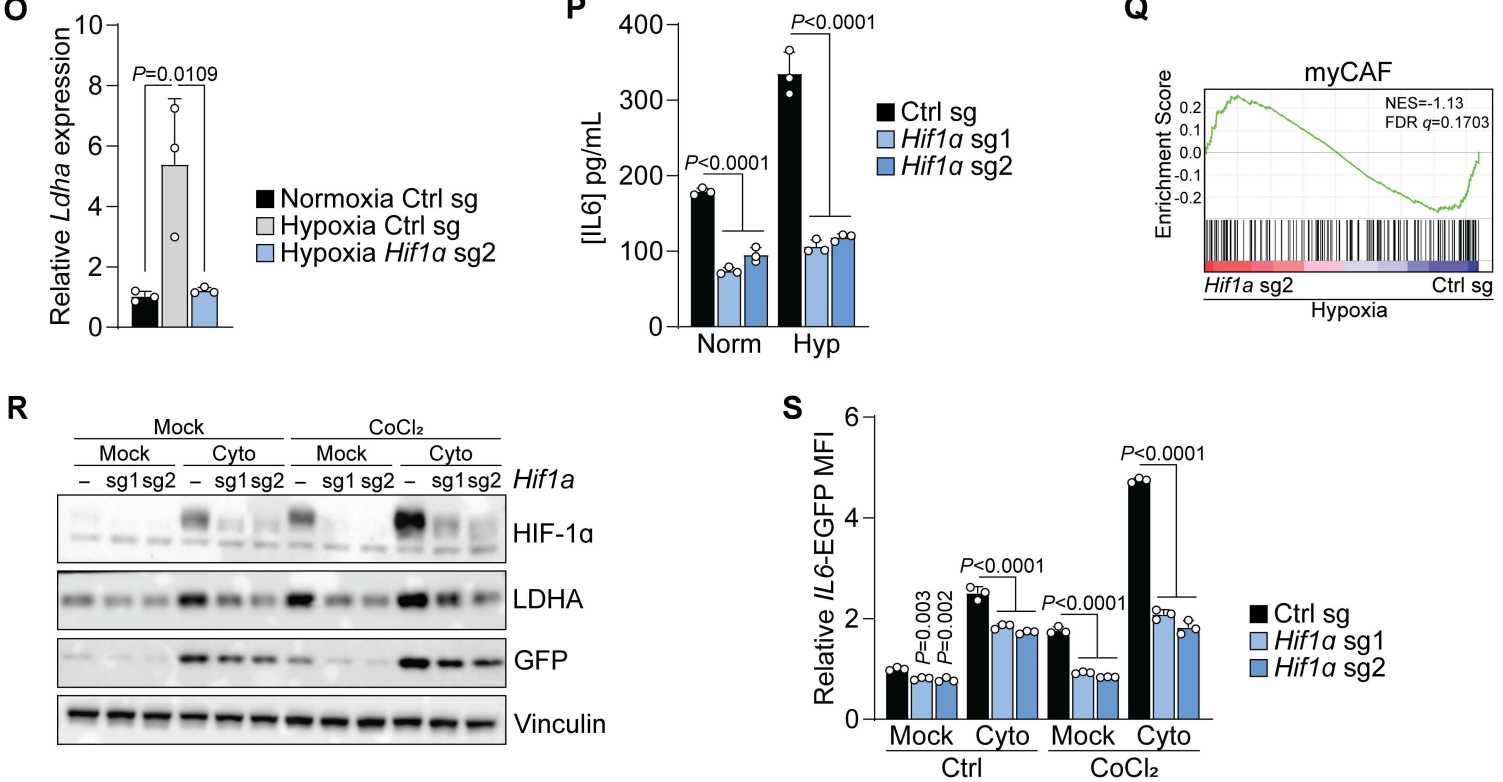 O
Relative Ldha expression
10
8
6
4
2
0
P=0.0109
Normoxia Ctrl sg
Hypoxia Ctrl sg
Hypoxia Hif1α sg2
P
[IL6] pg/mL
400
300
200
100
0
P<0.0001
P<0.0001
Norm Hyp
Ctrl sg
Hif1α sg1
Hif1α sg2
Q
myCAF
Enrichment Score
0.2
0.1
0.0
-0.1
-0.2
NES=-1.13
FDR q=0.1703
Hif1a sg2 Ctrl sg
Hypoxia
R
Mock CoCl₂
Mock Cyto Mock Cyto
– sg1 sg2 – sg1 sg2 – sg1 sg2 – sg1 sg2 Hif1a
HIF-1α
LDHA
GFP
Vinculin
S
Relative IL6-EGFP MFI
6
4
2
0
P=0.003
P=0.002
P<0.0001
P<0.0001
P<0.0001
Mock Cyto Mock Cyto
Ctrl CoCl₂
Ctrl sg
Hif1α sg1
Hif1α sg2